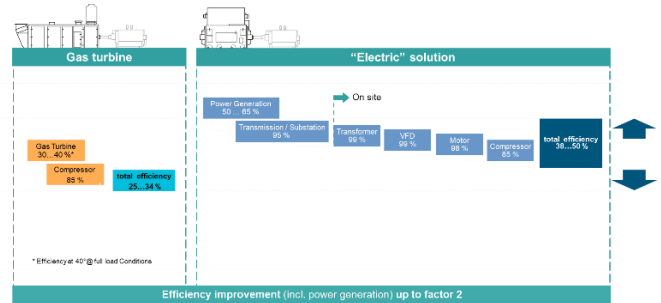 Gas turbine
"Electric" solution
On site
Power Generation
50 … 65 %
Transmission / Substation
95 %
Transformer
99 %
VFD
99 %
Motor
98 %
Compressor
85 %
total efficiency
38...50 %
Gas Turbine
30...40 %*
Compressor
85 %
total efficiency
25...34 %
* Efficiency at 40°@ full load Conditions
Efficiency improvement (incl. power generation) up to factor 2